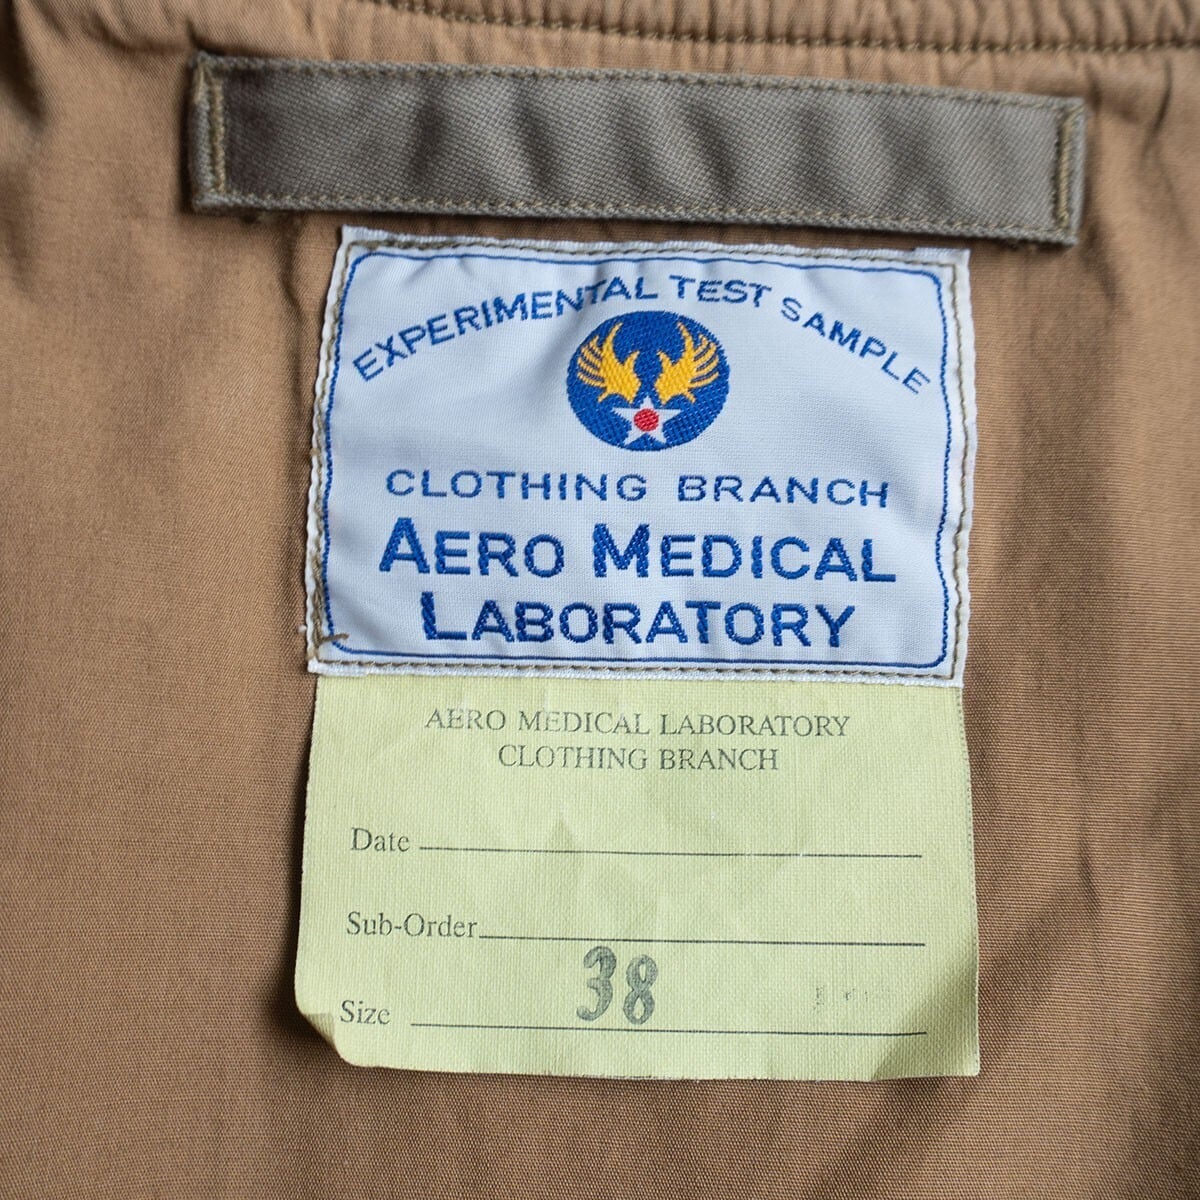 EXPERIMENTAL TEST SAMPLE
CLOTHING BRANCH
AERO MEDICAL
LABORATORY
AERO MEDICAL LABORATORY
CLOTHING BRANCH
Date
Sub-Order
Size 38